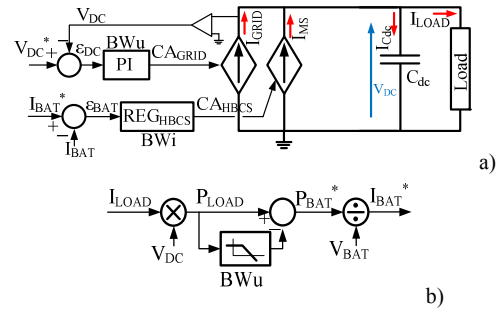 V_DC
V_DC* + − ε_DC BWu PI CA_GRID
I_GRID I_MS I_Cdc I_LOAD
V_DC C_dc Load
I_BAT* + − ε_BAT REG_HBCS CA_HBCS
I_BAT BWi
a)
I_LOAD × P_LOAD + − P_BAT* ÷ I_BAT*
V_DC BWu V_BAT
b)